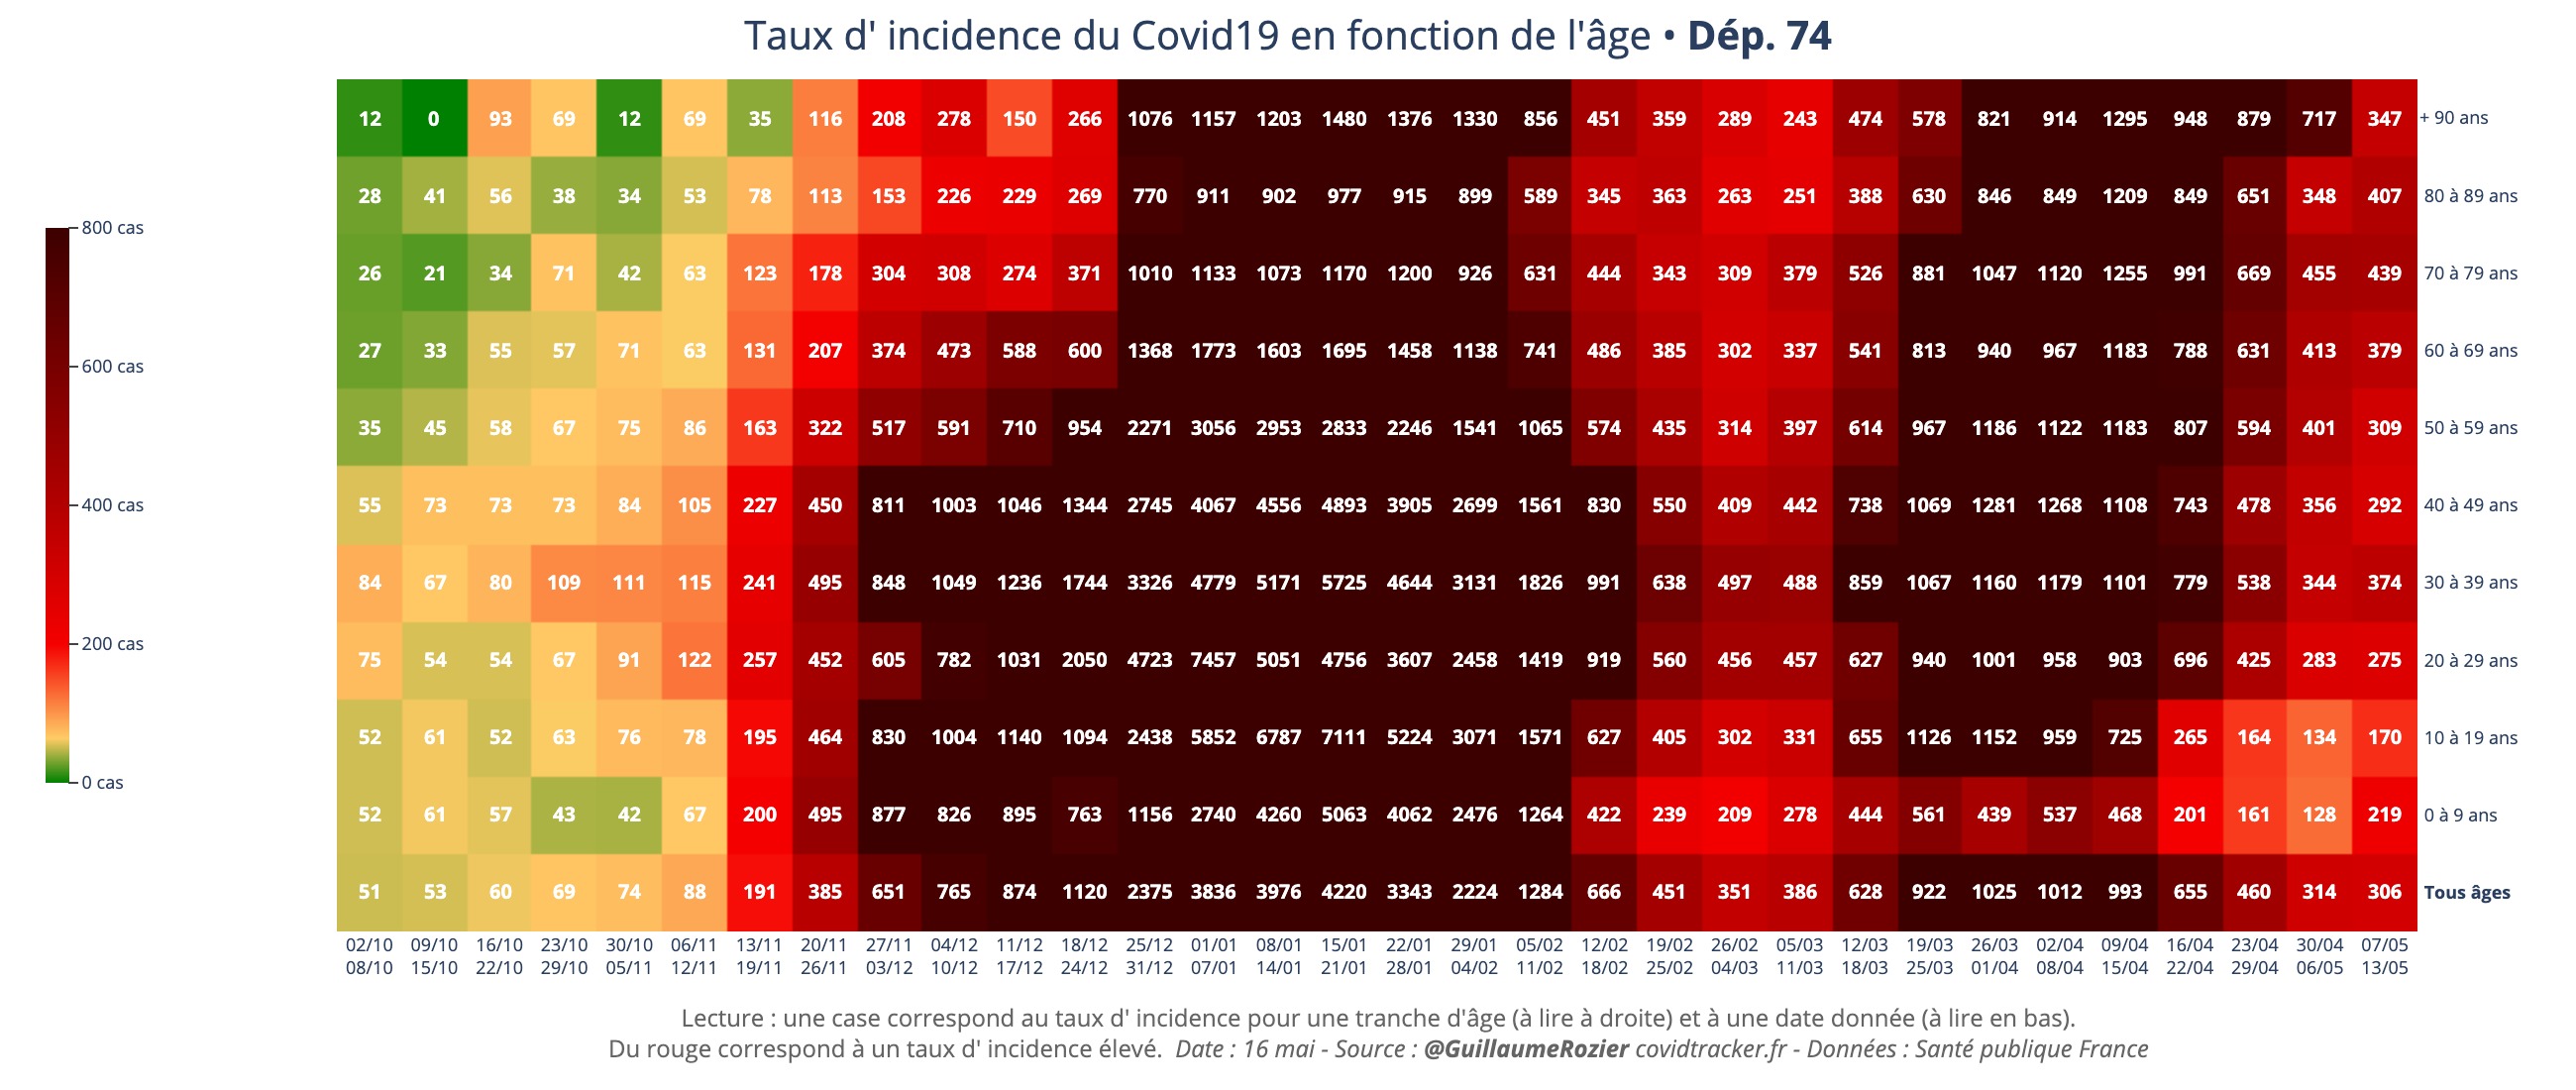 Taux d' incidence du Covid19 en fonction de l'âge • Dép. 74
800 cas
600 cas
400 cas
200 cas
0 cas
12 0 93 69 12 69 35 116 208 278 150 266 1076 1157 1203 1480 1376 1330 856 451 359 289 243 474 578 821 914 1295 948 879 717 347 + 90 ans
28 41 56 38 34 53 78 113 153 226 229 269 770 911 902 977 915 899 589 345 363 263 251 388 630 846 849 1209 849 651 348 407 80 à 89 ans
26 21 34 71 42 63 123 178 304 308 274 371 1010 1133 1073 1170 1200 926 631 444 343 309 379 526 881 1047 1120 1255 991 669 455 439 70 à 79 ans
27 33 55 57 71 63 131 207 374 473 588 600 1368 1773 1603 1695 1458 1138 741 486 385 302 337 541 813 940 967 1183 788 631 413 379 60 à 69 ans
35 45 58 67 75 86 163 322 517 591 710 954 2271 3056 2953 2833 2246 1541 1065 574 435 314 397 614 967 1186 1122 1183 807 594 401 309 50 à 59 ans
55 73 73 73 84 105 227 450 811 1003 1046 1344 2745 4067 4556 4893 3905 2699 1561 830 550 409 442 738 1069 1281 1268 1108 743 478 356 292 40 à 49 ans
84 67 80 109 111 115 241 495 848 1049 1236 1744 3326 4779 5171 5725 4644 3131 1826 991 638 497 488 859 1067 1160 1179 1101 779 538 344 374 30 à 39 ans
75 54 54 67 91 122 257 452 605 782 1031 2050 4723 7457 5051 4756 3607 2458 1419 919 560 456 457 627 940 1001 958 903 696 425 283 275 20 à 29 ans
52 61 52 63 76 78 195 464 830 1004 1140 1094 2438 5852 6787 7111 5224 3071 1571 627 405 302 331 655 1126 1152 959 725 265 164 134 170 10 à 19 ans
52 61 57 43 42 67 200 495 877 826 895 763 1156 2740 4260 5063 4062 2476 1264 422 239 209 278 444 561 439 537 468 201 161 128 219 0 à 9 ans
51 53 60 69 74 88 191 385 651 765 874 1120 2375 3836 3976 4220 3343 2224 1284 666 451 351 386 628 922 1025 1012 993 655 460 314 306 Tous âges
02/10 09/10 16/10 23/10 30/10 06/11 13/11 20/11 27/11 04/12 11/12 18/12 25/12 01/01 08/01 15/01 22/01 29/01 05/02 12/02 19/02 26/02 05/03 12/03 19/03 26/03 02/04 09/04 16/04 23/04 30/04 07/05
08/10 15/10 22/10 29/10 05/11 12/11 19/11 26/11 03/12 10/12 17/12 24/12 31/12 07/01 14/01 21/01 28/01 04/02 11/02 18/02 25/02 04/03 11/03 18/03 25/03 01/04 08/04 15/04 22/04 29/04 06/05 13/05
Lecture : une case correspond au taux d' incidence pour une tranche d'âge (à lire à droite) et à une date donnée (à lire en bas).
Du rouge correspond à un taux d' incidence élevé. Date : 16 mai - Source : @GuillaumeRozier covidtracker.fr - Données : Santé publique France